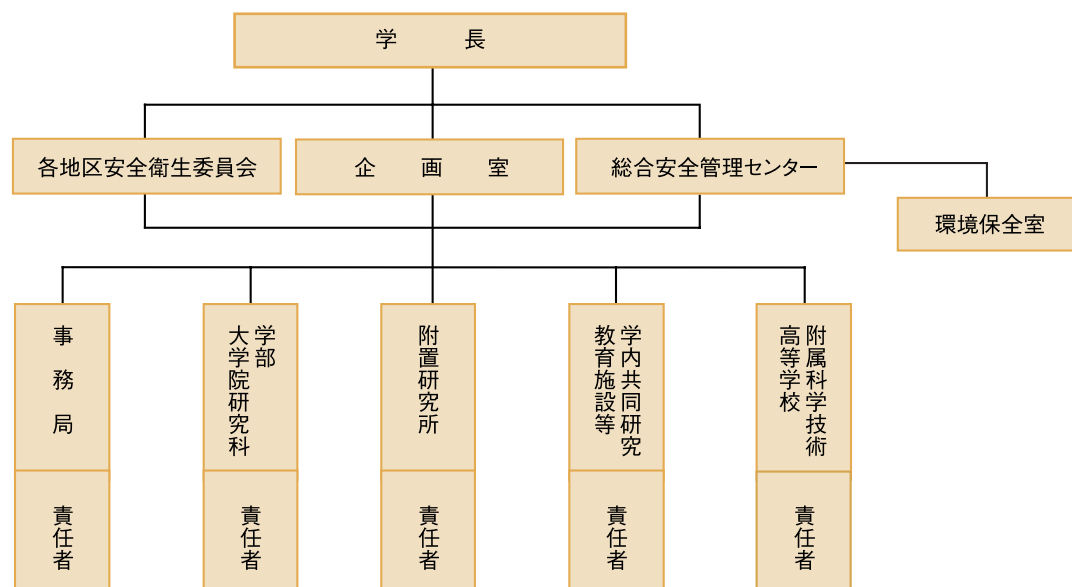 学長
各地区安全衛生委員会
企画室
総合安全管理センター
環境保全室
事務局
学部
大学院研究科
附置研究所
学内共同研究
教育施設等
附属科学技術
高等学校
責任者
責任者
責任者
責任者
責任者